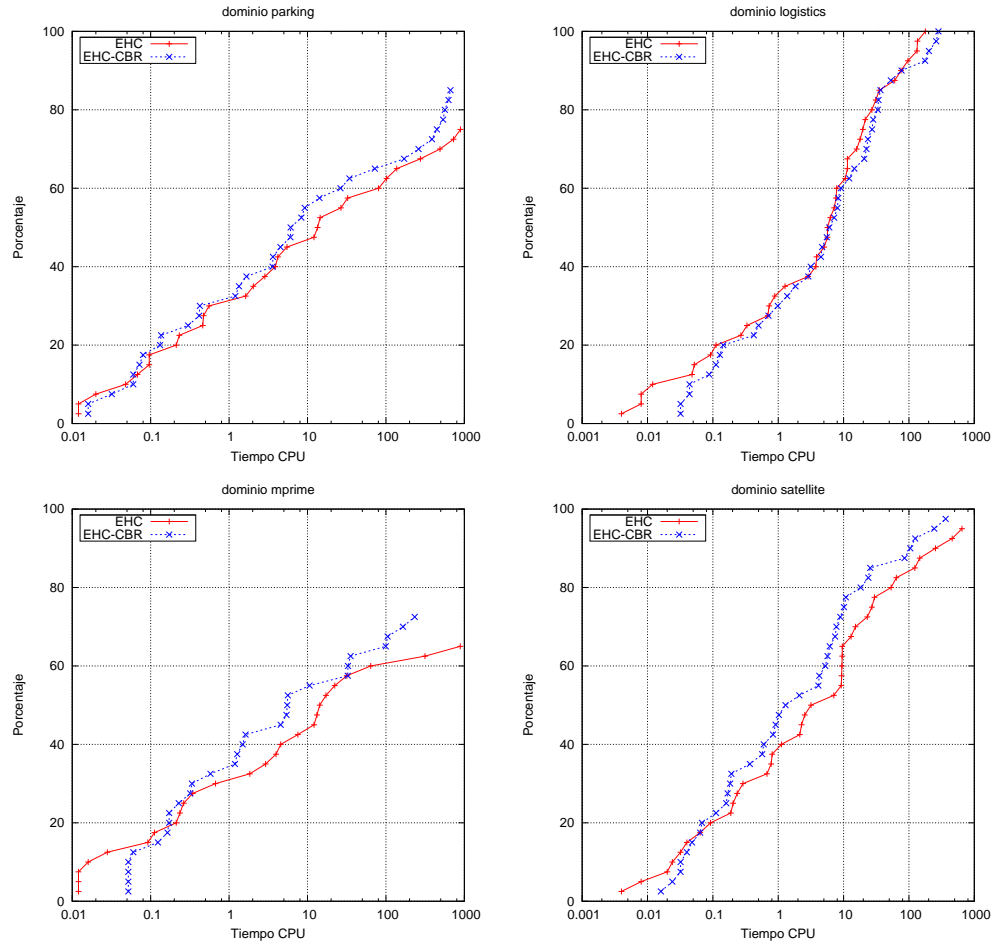 dominio parking
100
80
60
40
20
0
Porcentaje
EHC
EHC-CBR
0.01 0.1 1 10 100 1000
Tiempo CPU
dominio logistics
100
80
60
40
20
0
Porcentaje
EHC
EHC-CBR
0.001 0.01 0.1 1 10 100 1000
Tiempo CPU
dominio mprime
100
80
60
40
20
0
Porcentaje
EHC
EHC-CBR
0.01 0.1 1 10 100 1000
Tiempo CPU
dominio satellite
100
80
60
40
20
0
Porcentaje
EHC
EHC-CBR
0.001 0.01 0.1 1 10 100 1000
Tiempo CPU